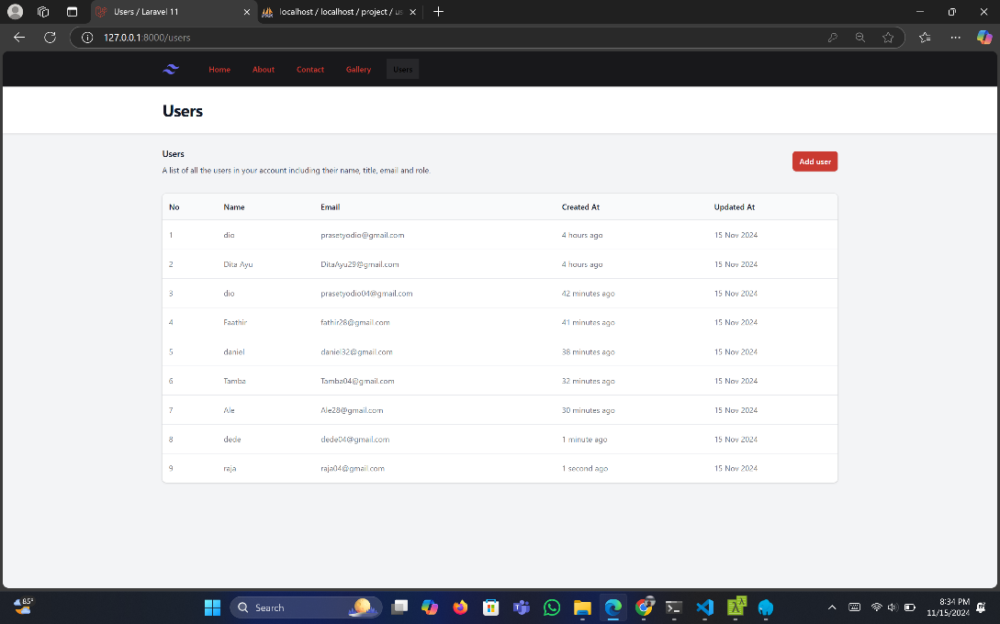 Users / Laravel 11
localhost / localhost / project / us
127.0.0.1:8000/users
Home About Contact Gallery Users
Users
Users
A list of all the users in your account including their name, title, email and role.
Add user
No Name Email Created At Updated At
1 dio prasetyodio@gmail.com 4 hours ago 15 Nov 2024
2 Dita Ayu DitaAyu29@gmail.com 4 hours ago 15 Nov 2024
3 dio prasetyodio04@gmail.com 42 minutes ago 15 Nov 2024
4 Faathir fathir28@gmail.com 41 minutes ago 15 Nov 2024
5 daniel daniel32@gmail.com 38 minutes ago 15 Nov 2024
6 Tamba Tamba04@gmail.com 32 minutes ago 15 Nov 2024
7 Ale Ale28@gmail.com 30 minutes ago 15 Nov 2024
8 dede dede04@gmail.com 1 minute ago 15 Nov 2024
9 raja raja04@gmail.com 1 second ago 15 Nov 2024
85°
Search
8:34 PM
11/15/2024